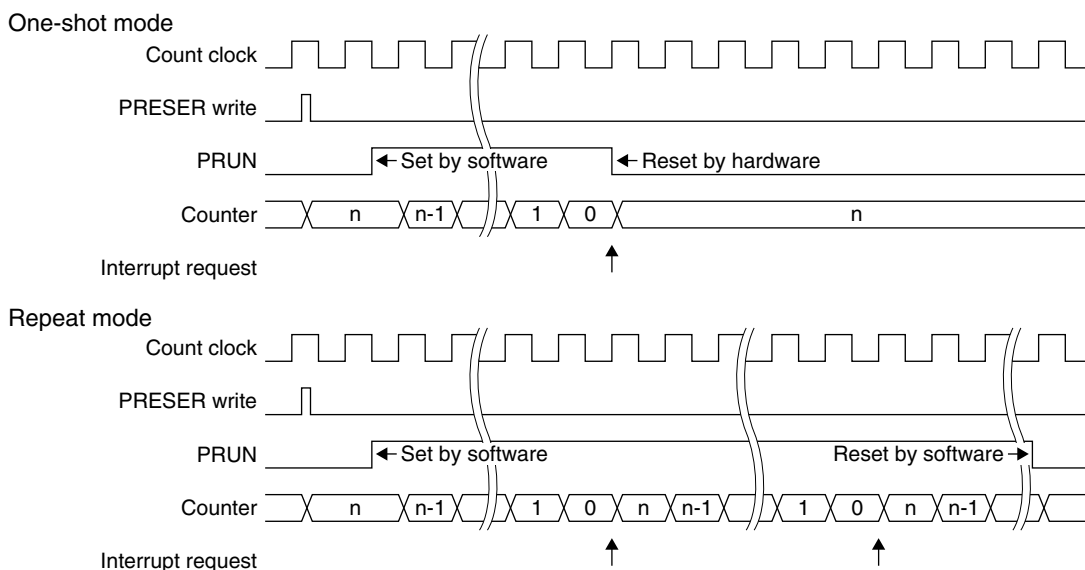 One-shot mode
Count clock
PRESER write
PRUN Set by software Reset by hardware
Counter n n-1 1 0 n
Interrupt request
Repeat mode
Count clock
PRESER write
PRUN Set by software Reset by software
Counter n n-1 1 0 n n-1 1 0 n n-1
Interrupt request